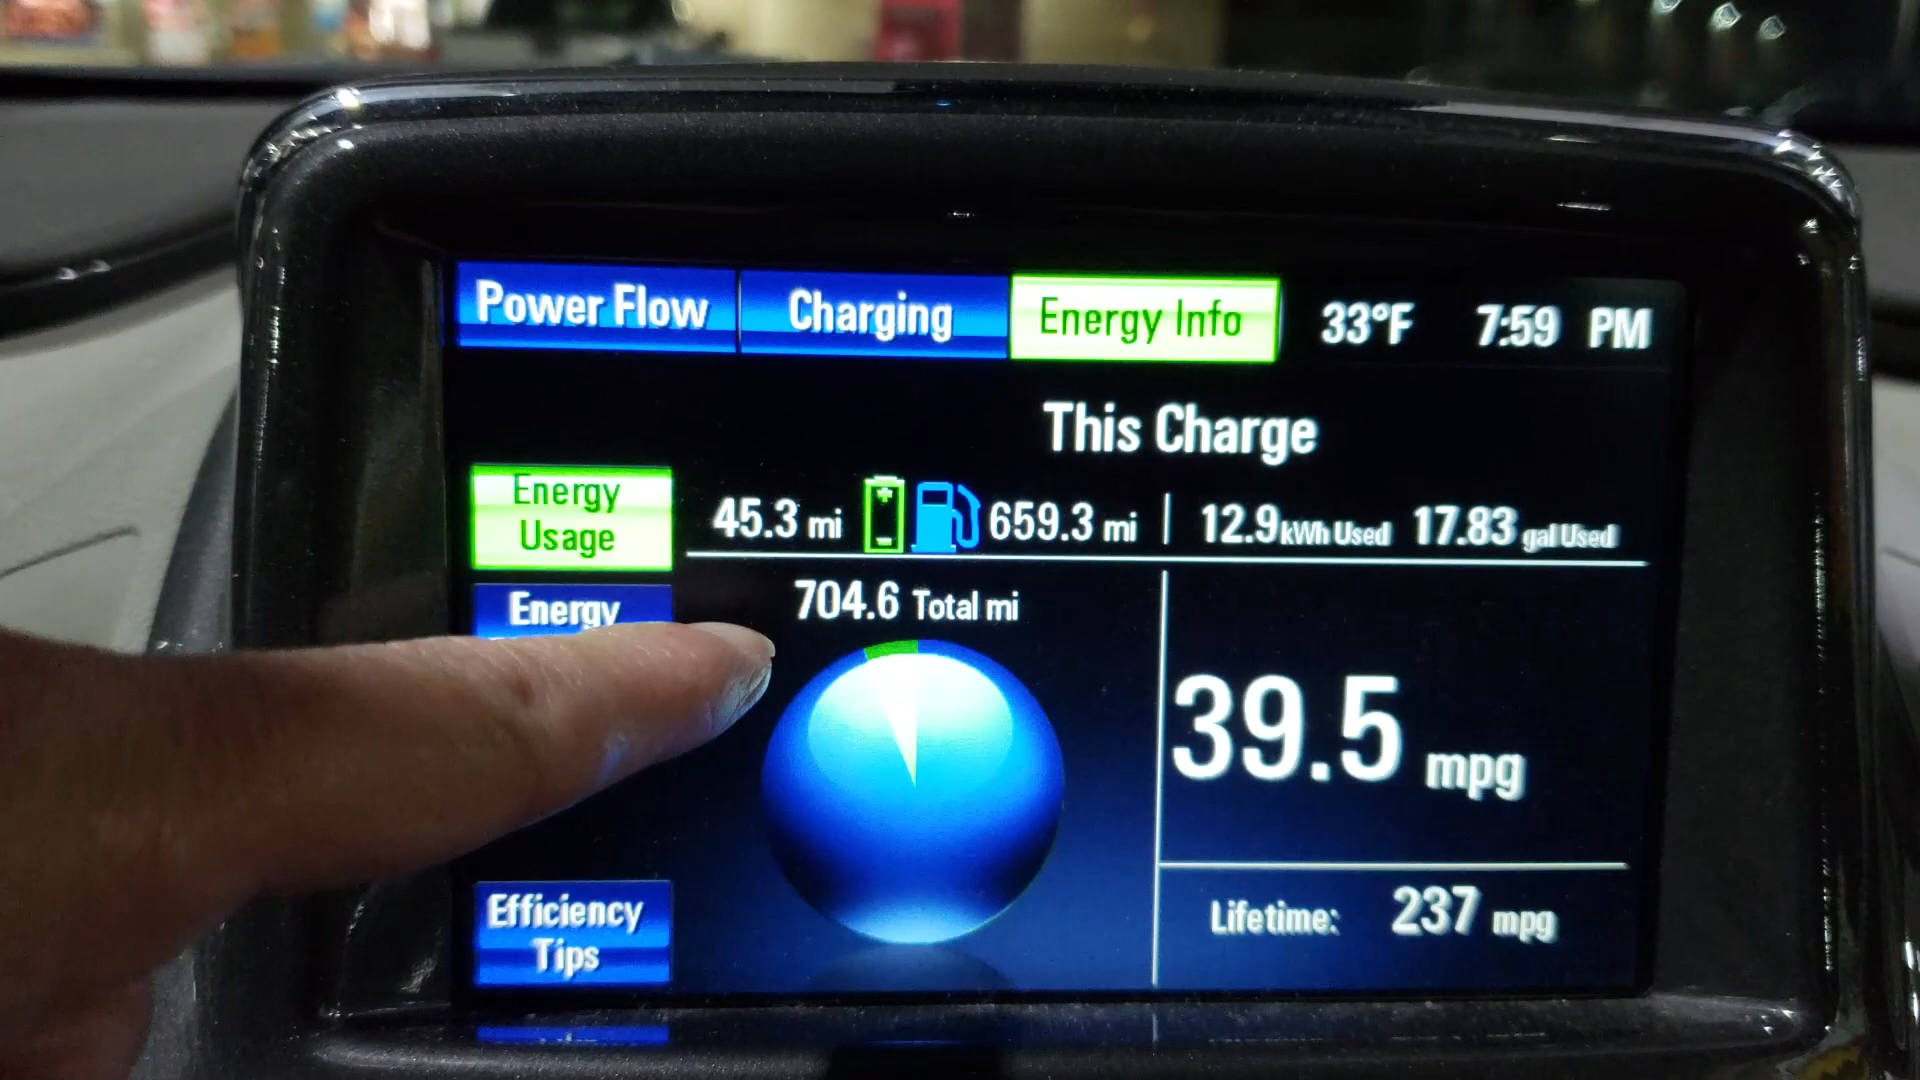 Power Flow Charging Energy Info 33°F 7:59 PM
This Charge
Energy
Usage
45.3 mi 659.3 mi 12.9 kWh Used 17.83 gal Used
704.6 Total mi
Energy
39.5 mpg
Efficiency
Tips
Lifetime: 237 mpg